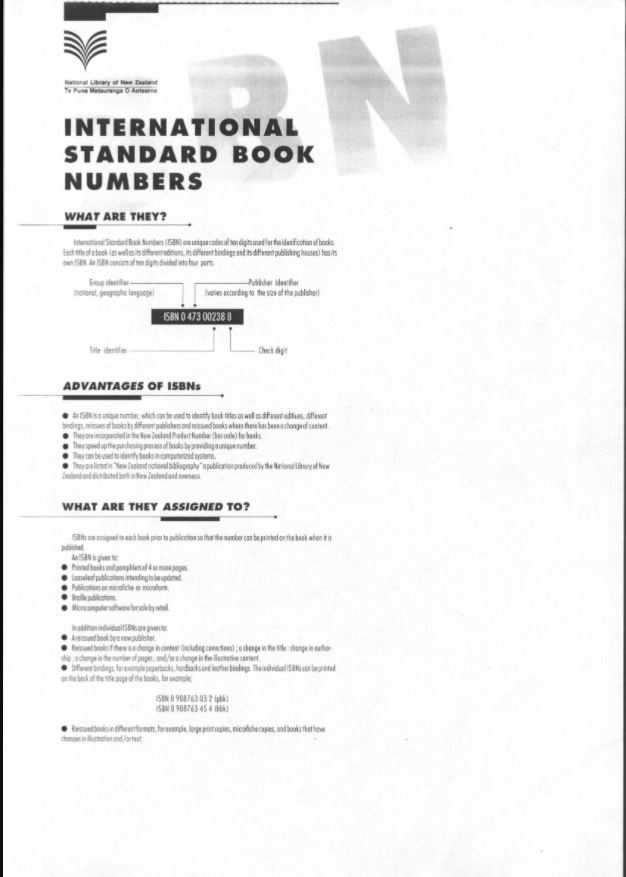 BN
National Library of New Zealand
Te Puna Matauranga O Aotearoa
INTERNATIONAL
STANDARD BOOK
NUMBERS
WHAT ARE THEY?
International Standard Book Numbers (ISBN) are unique codes of ten digits used for the idenification of books.
Each title of a book (as well as its different editions, its different bindings and its different publishing houses) has its
own ISBN. An ISBN consists of ten digits divided into four parts.
Group identifier Publisher identifier
(national, geographic language) (varies according to the size of the publisher)
ISBN 0 473 00238 8
Title identifier Check digit
ADVANTAGES OF ISBNs
● An ISBN is a unique number, which can be used to identify book titles as well as different editions, different
bindings, reissues of books by different publishers and reissued books where there has been a change of content.
● They are incorporated in the New Zealand Product Number (bar code) for books.
● They speed up the purchasing process of books by providing a unique number.
● They can be used to identify books in computerized systems.
● They are listed in "New Zealand national bibliography" a publication produced by the National Library of New
Zealand and distributed both in New Zealand and overseas.
WHAT ARE THEY ASSIGNED TO?
ISBNs are assigned to each book prior to publication so that the number can be printed on the book when it is
published.
An ISBN is given to:
● Printed books and pamphlets of 4 or more pages.
● Looseleaf publications intending to be updated.
● Publications on microfiche or microform.
● Braille publications.
● Microcomputer software for sale by retail.
In addition individual ISBNs are given to:
● A reissued book by a new publisher.
● Reissued books if there is a change in content (including corrections) ; a change in the title : change in author-
ship ; a change in the number of pages ; and/or a change in the illustrative content.
● Different bindings, for example paperbacks, hardbacks and leather bindings. The individual ISBNs can be printed
on the back of the title page of the books, for example;
ISBN 0 908763 03 2 (pbk)
ISBN 0 908763 45 4 (hbk)
● Reissued books in different formats, for example, large print copies, microfiche copies, and books that have
changes in illustration and/or text.